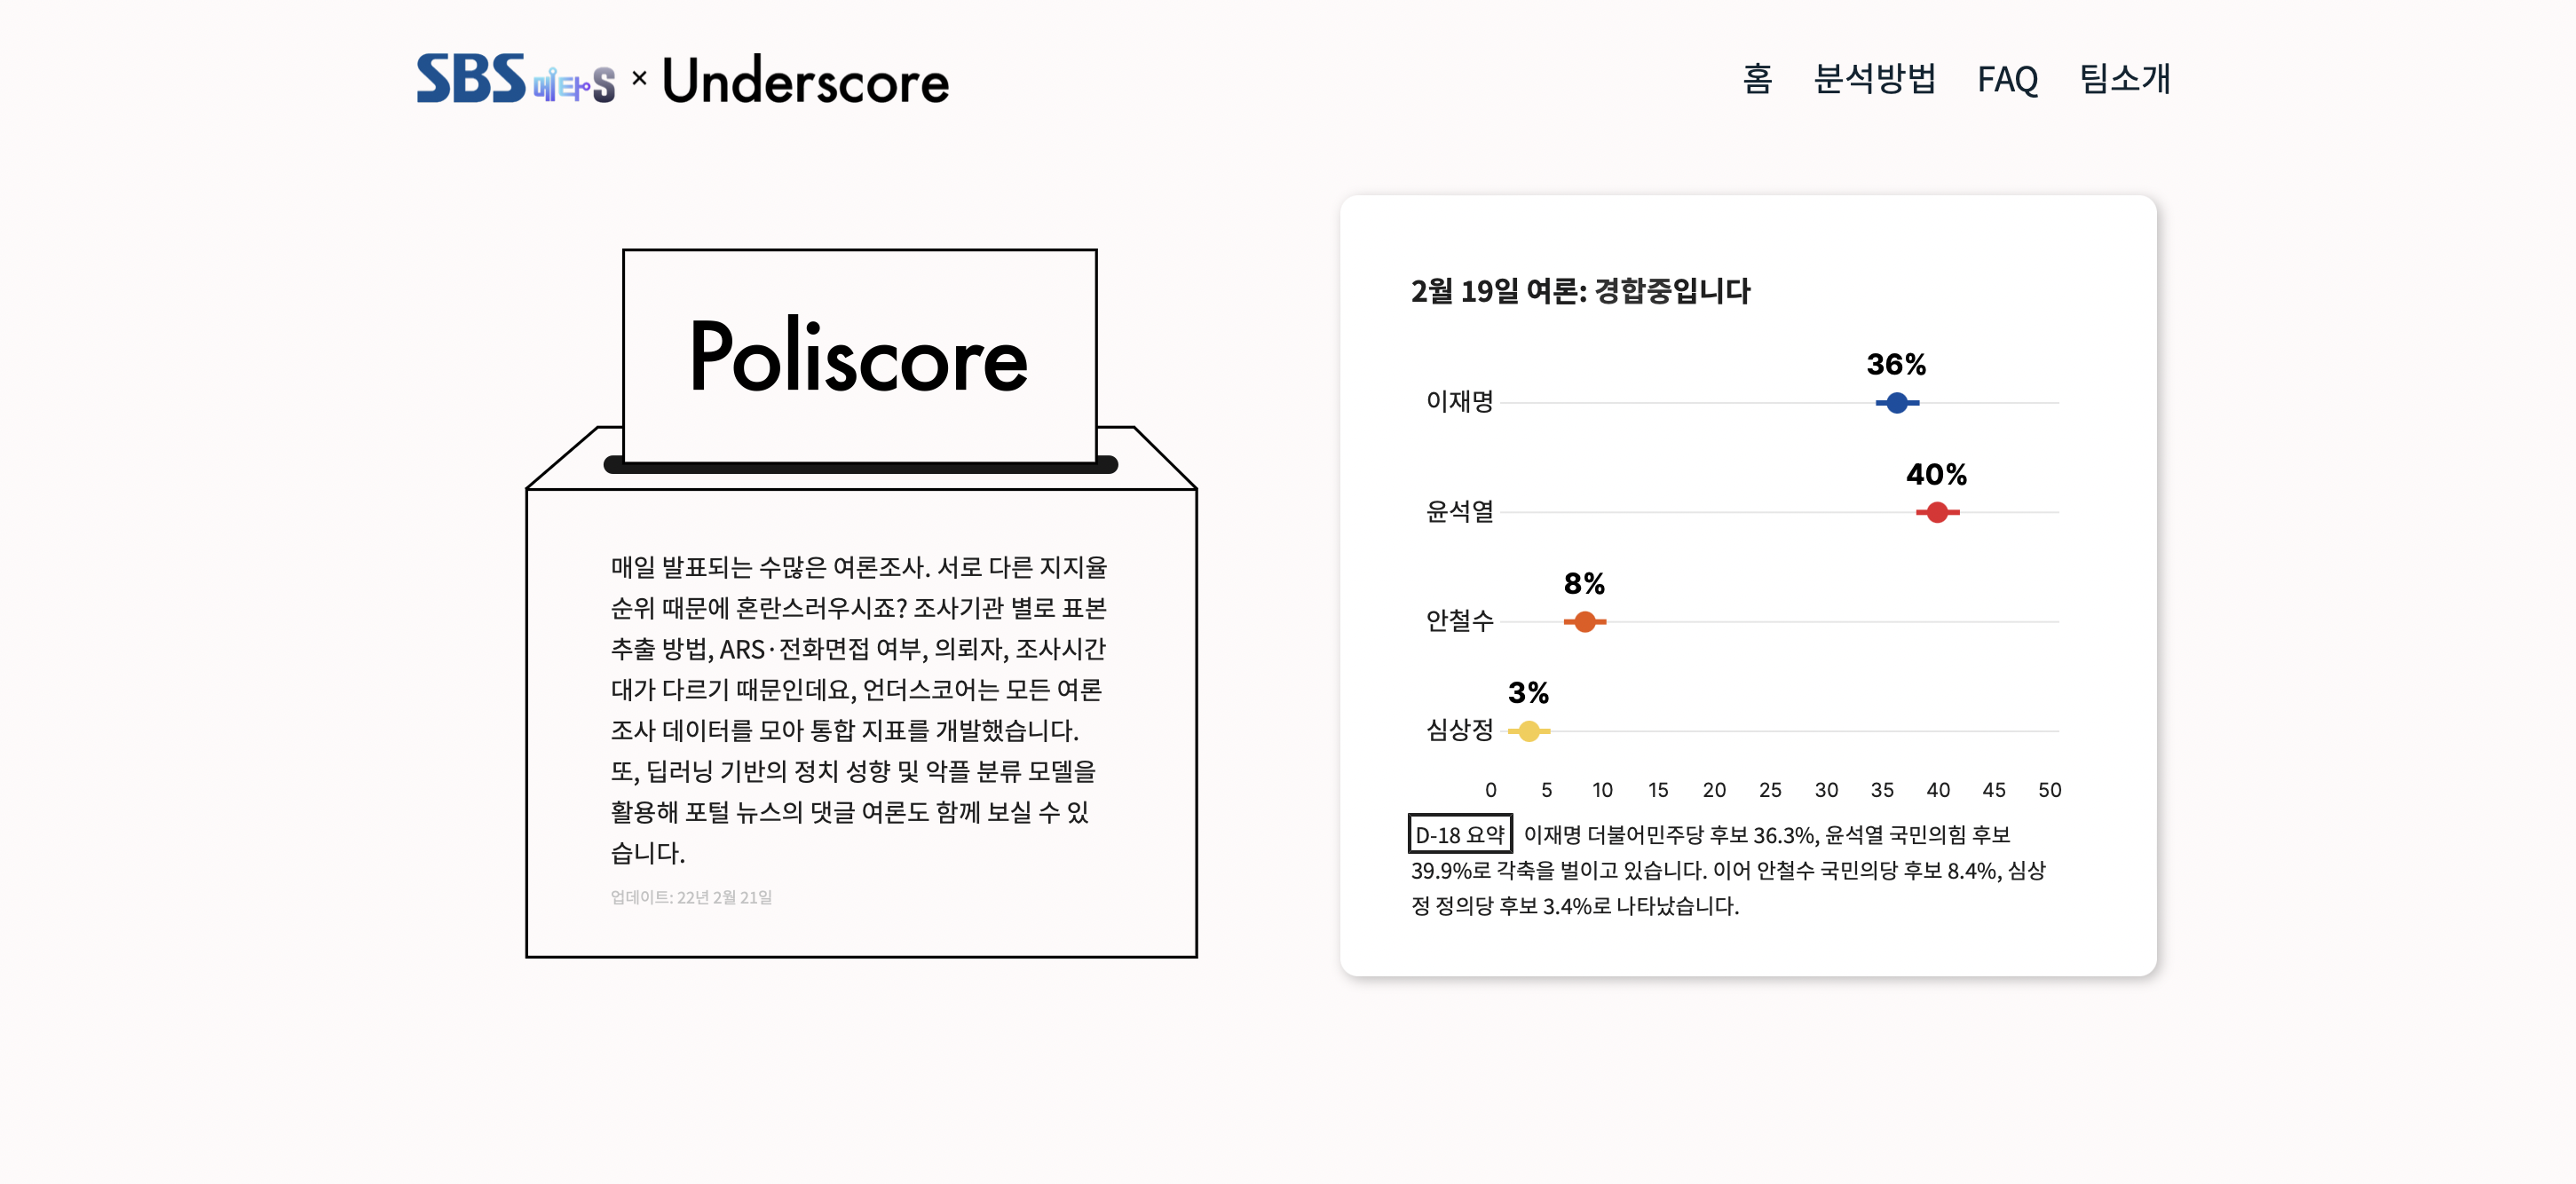 SBS 메타S × Underscore
홈 분석방법 FAQ 팀소개
Poliscore
매일 발표되는 수많은 여론조사. 서로 다른 지지율
순위 때문에 혼란스러우시죠? 조사기관 별로 표본
추출 방법, ARS·전화면접 여부, 의뢰자, 조사시간
대가 다르기 때문인데요, 언더스코어는 모든 여론
조사 데이터를 모아 통합 지표를 개발했습니다.
또, 딥러닝 기반의 정치 성향 및 악플 분류 모델을
활용해 포털 뉴스의 댓글 여론도 함께 보실 수 있
습니다.
업데이트: 22년 2월 21일
2월 19일 여론: 경합중입니다
36%
이재명
40%
윤석열
8%
안철수
3%
심상정
0 5 10 15 20 25 30 35 40 45 50
D-18 요약 이재명 더불어민주당 후보 36.3%, 윤석열 국민의힘 후보
39.9%로 각축을 벌이고 있습니다. 이어 안철수 국민의당 후보 8.4%, 심상
정 정의당 후보 3.4%로 나타났습니다.